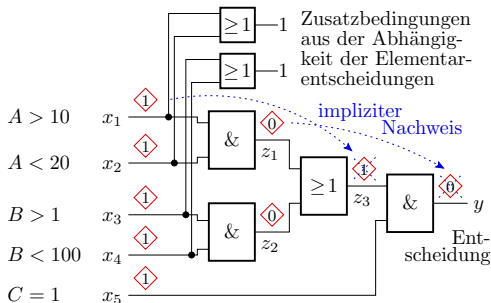 ≥1 1 Zusatzbedingungen
aus der Abhängig-
≥1 1 keit der Elementar-
entscheidungen
1 impliziter
A > 10 x1 & 0 Nachweis
1
A < 20 x2 z1 1 0
≥1 z3 & y
1
B > 1 x3 & 0
1 Ent-
B < 100 x4 z2 scheidung
1
C = 1 x5